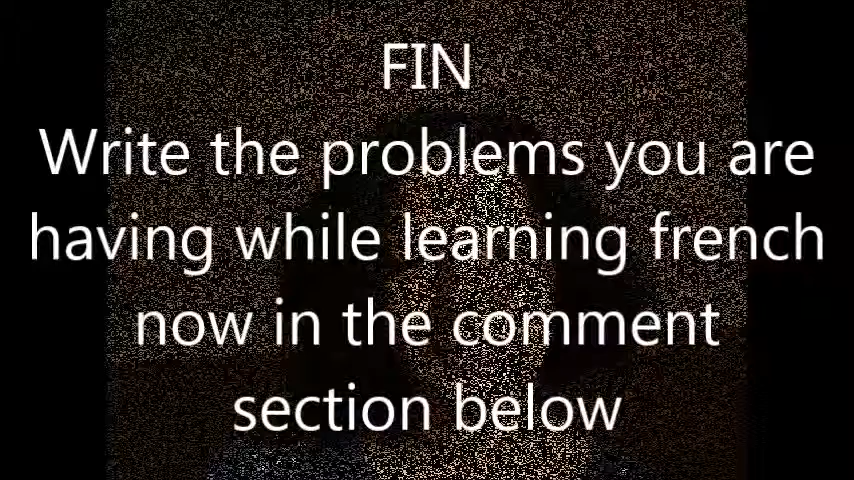 FIN
Write the problems you are
having while learning french
now in the comment
section below